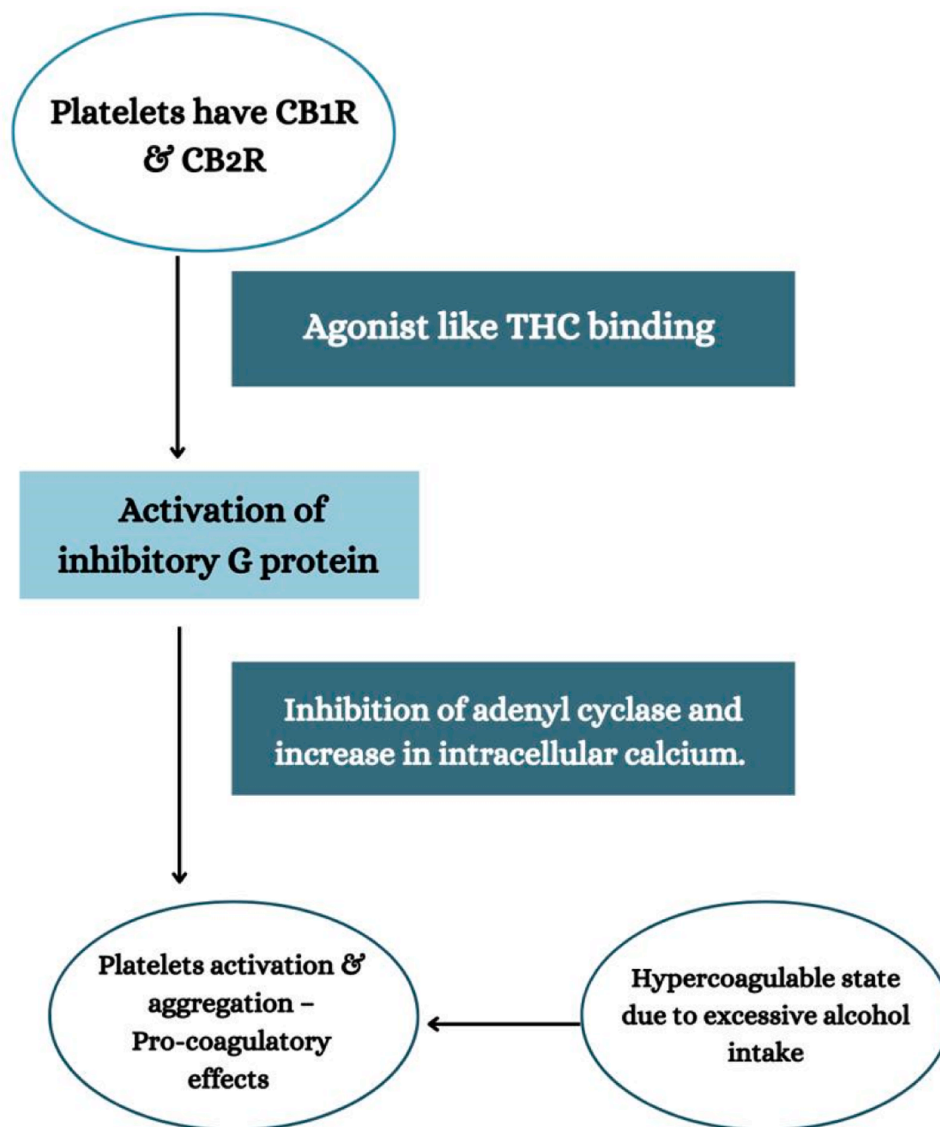 Platelets have CB1R
& CB2R
Agonist like THC binding
Activation of
inhibitory G protein
Inhibition of adenyl cyclase and
increase in intracellular calcium.
Platelets activation &
aggregation –
Pro-coagulatory
effects
Hypercoagulable state
due to excessive alcohol
intake